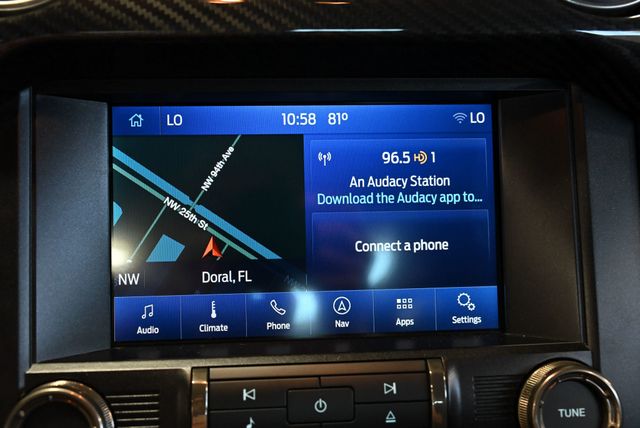 LO 10:58 81° LO
NW 94th Ave
NW 25th St
NW
Doral, FL
96.5 HD 1
An Audacy Station
Download the Audacy app to...
Connect a phone
Audio Climate Phone Nav Apps Settings
TUNE